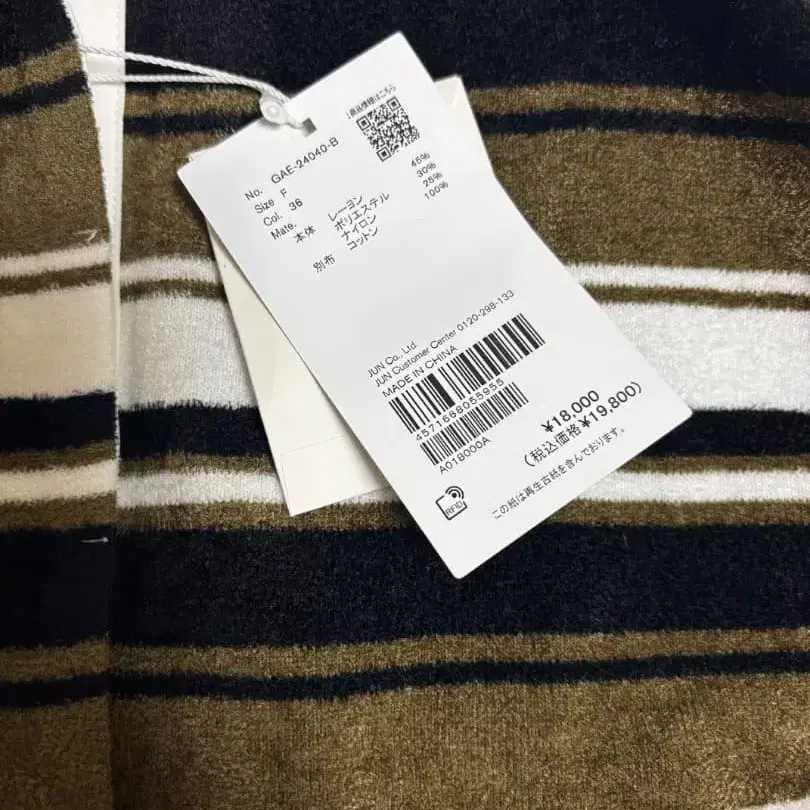 商品情報はこちら
No. GAE-24040-B
Size F
Col. 36
Mate.
本体 レーヨン 45%
ポリエステル 30%
ナイロン 25%
別布 コットン 100%
JUN Co., Ltd.
JUN Customer Center 0120-298-133
MADE IN CHINA
4571668055955
A01B000A
¥18,000
(税込価格¥19,800)
RFID
この紙は再生古紙を含んでおります。